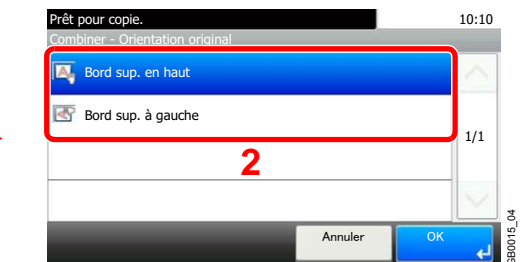 Prêt pour copie. 10:10
Combiner - Orientation original
Bord sup. en haut
Bord sup. à gauche
1/1
2
Annuler OK
GB0015_04